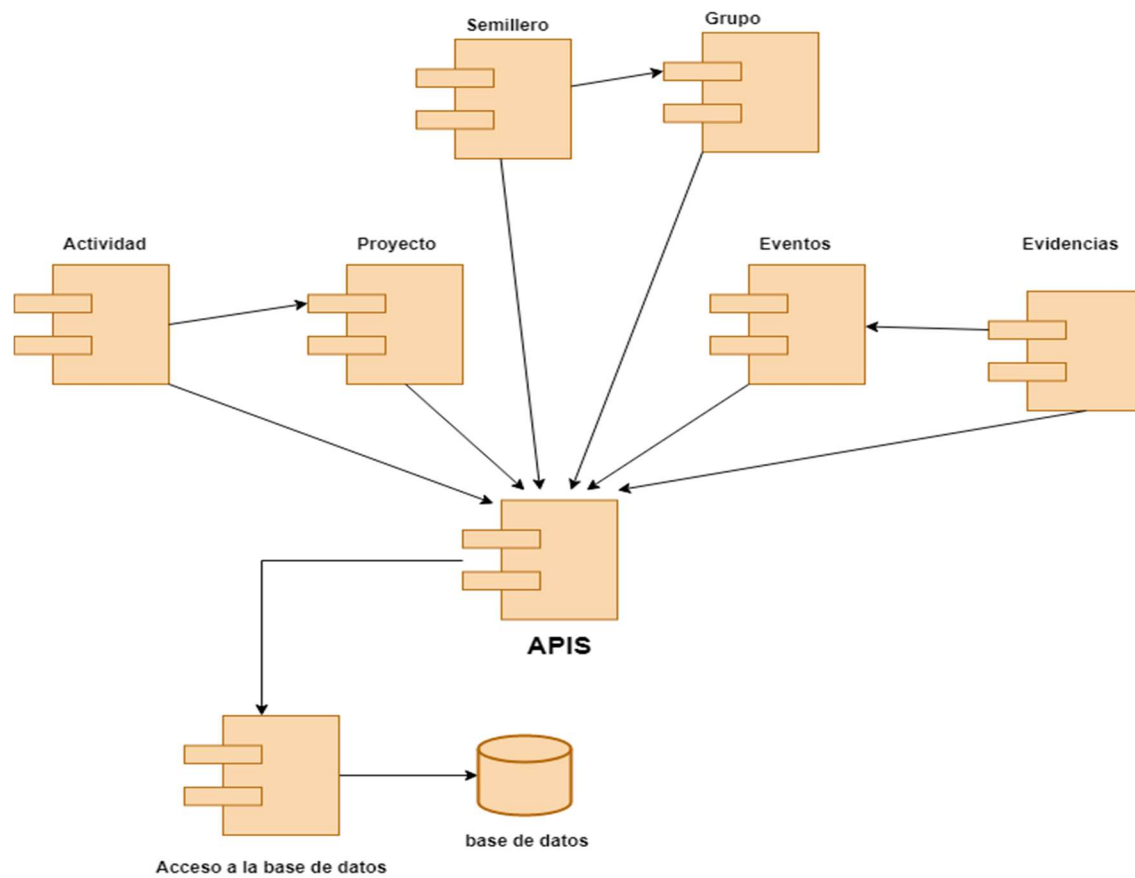 Semillero
Grupo
Actividad
Proyecto
Eventos
Evidencias
APIS
base de datos
Acceso a la base de datos